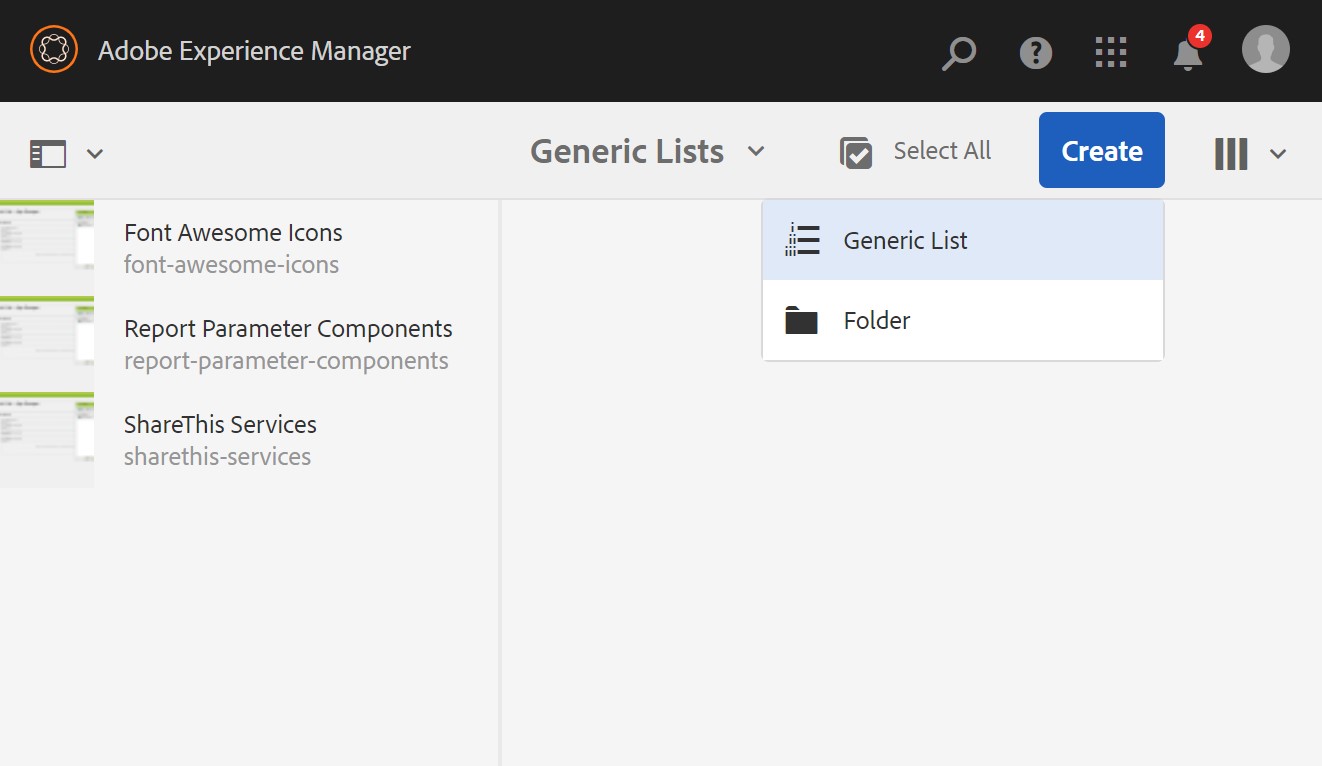 Adobe Experience Manager
4
Generic Lists
Select All
Create
Generic List
Folder
Font Awesome Icons
font-awesome-icons
Report Parameter Components
report-parameter-components
ShareThis Services
sharethis-services